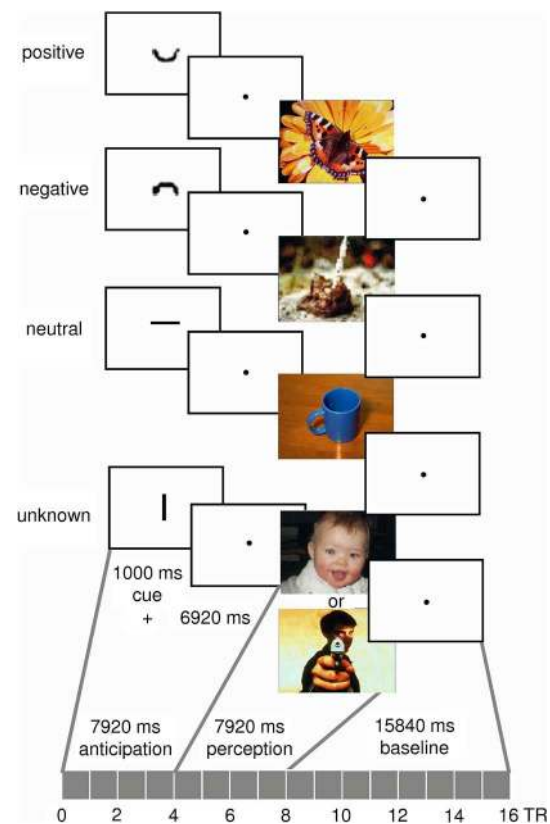 positive
negative
neutral
unknown
1000 ms
cue
+ 6920 ms
or
7920 ms
anticipation
7920 ms
perception
15840 ms
baseline
0 2 4 6 8 10 12 14 16 TR